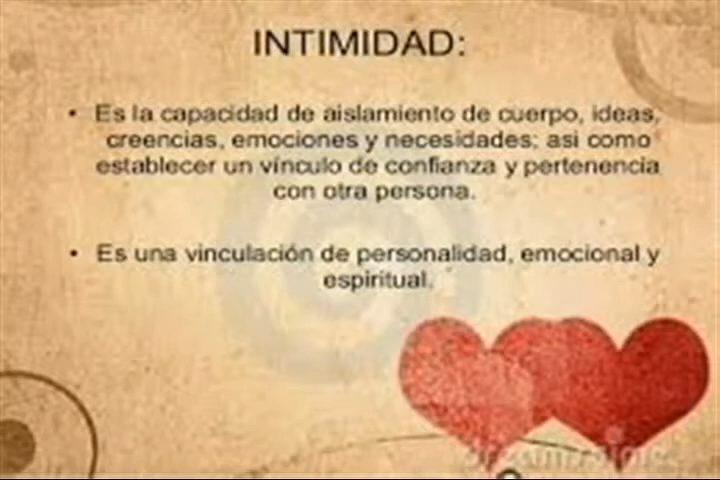 INTIMIDAD:
• Es la capacidad de aislamiento de cuerpo, ideas,
creencias, emociones y necesidades; asi como
establecer un vínculo de confianza y pertenencia
con otra persona.
• Es una vinculación de personalidad, emocional y
espiritual.